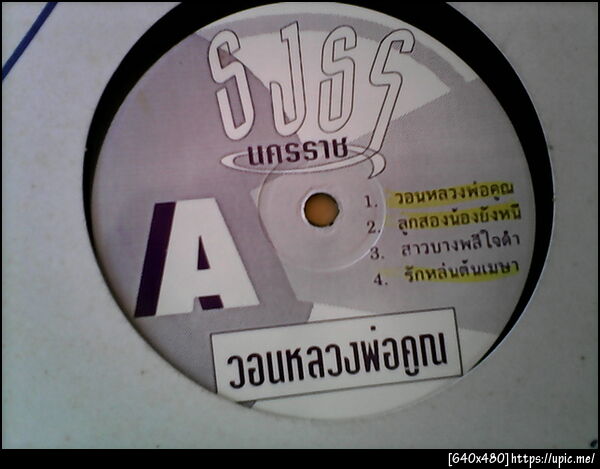 รวงธร
นครราช
A
1. วอนหลวงพ่อคูณ
2. ลูกสองน้องยังหนี
3. สาวบางพลีใจดำ
4. รักหล่นต้นเมษา
วอนหลวงพ่อคูณ
[640x480]https://upic.me/